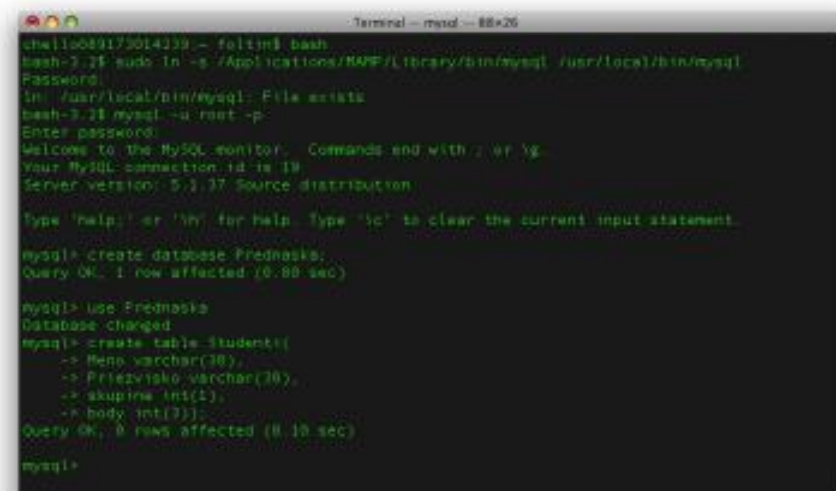 Terminal — mysql — 88×26
chello089173014239:~ foltin$ bash
bash-3.2$ sudo ln -s /Applications/MAMP/Library/bin/mysql /usr/local/bin/mysql
Password:
ln: /usr/local/bin/mysql: File exists
bash-3.2$ mysql -u root -p
Enter password:
Welcome to the MySQL monitor.  Commands end with ; or \g.
Your MySQL connection id is 19
Server version: 5.1.37 Source distribution
Type 'help;' or '\h' for help. Type '\c' to clear the current input statement.
mysql> create database Prednaska;
Query OK, 1 row affected (0.00 sec)
mysql> use Prednaska
Database changed
mysql> create table Studenti(
-> Meno varchar(30),
-> Priezvisko varchar(30),
-> skupina int(1),
-> body int(3));
Query OK, 0 rows affected (0.10 sec)
mysql>